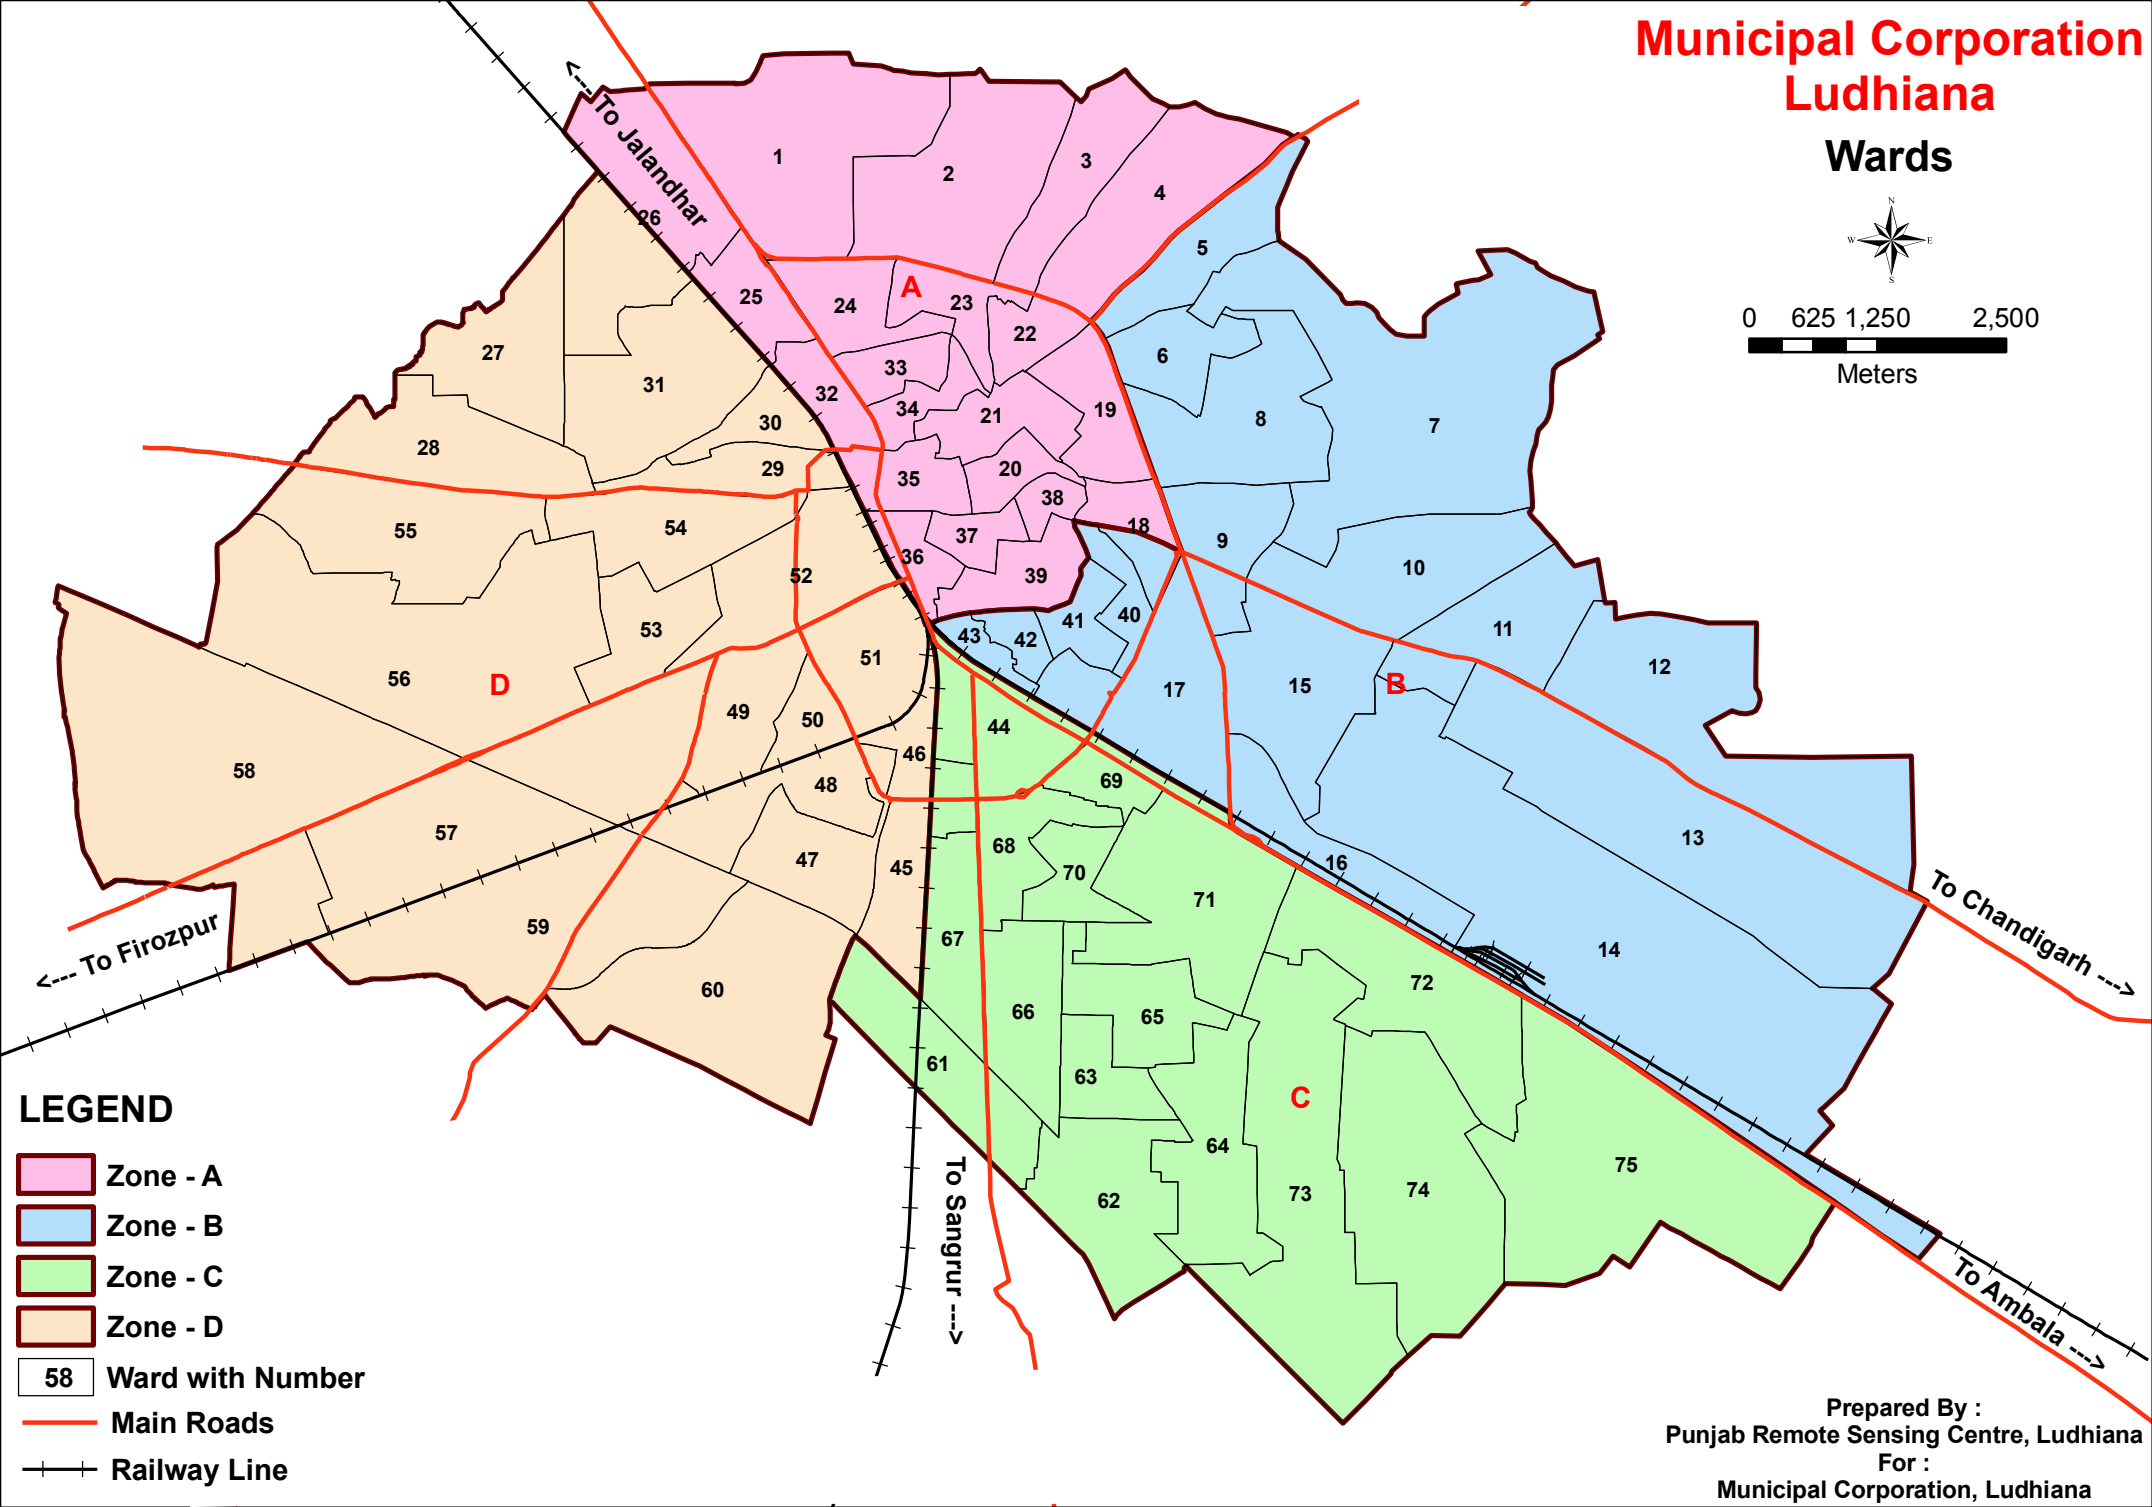 Municipal Corporation
Ludhiana
Wards
N
W E
S
0 625 1,250 2,500
Meters
<---- To Jalandhar
1
2
3
4
26
5
25
24
A
23
22
27
31
33
6
32
34
21
19
30
8
7
28
29
35
20
38
55
54
37
18
9
36
52
39
10
53
43
42
41
40
11
51
56
D
49
50
44
17
15
B
12
58
46
48
69
57
47
45
68
70
16
13
71
59
67
14
60
66
65
72
61
63
C
64
62
73
74
75
<---- To Firozpur
To Sangrur ---->
To Chandigarh ---->
To Ambala ---->
LEGEND
Zone - A
Zone - B
Zone - C
Zone - D
58 Ward with Number
Main Roads
Railway Line
Prepared By :
Punjab Remote Sensing Centre, Ludhiana
For :
Municipal Corporation, Ludhiana